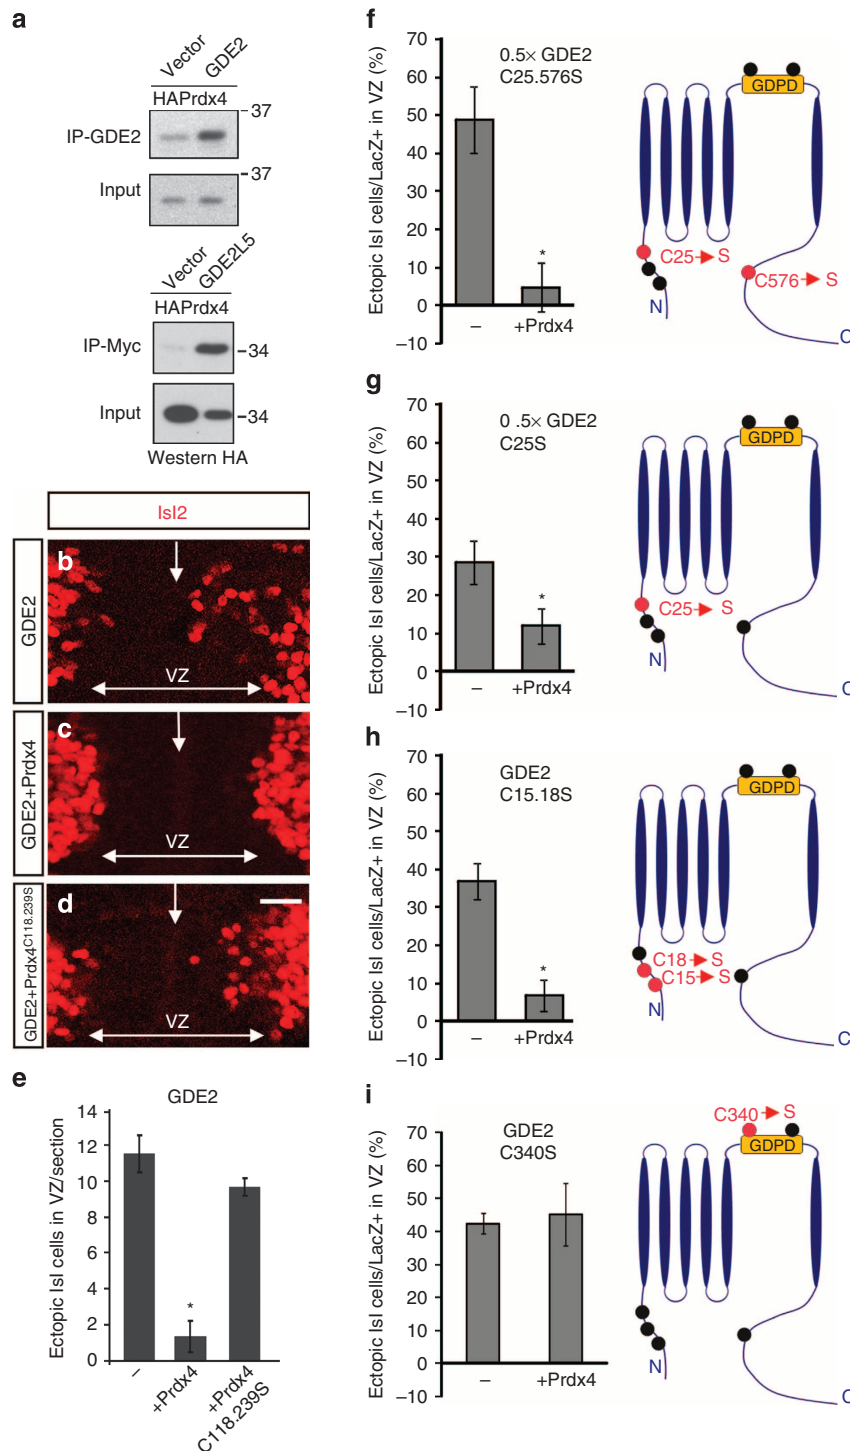 a
Vector GDE2
HAPrdx4
37
IP-GDE2
37
Input
Vector GDE2L5
HAPrdx4
IP-Myc
34
Input
34
Western HA
Isl2
b
GDE2
VZ
c
GDE2+Prdx4
VZ
d
GDE2+Prdx4C118.239S
VZ
e
GDE2
Ectopic Isl cells in VZ/section
14
12
10
8
6
4
2
0
*
–
+Prdx4
+Prdx4 C118.239S
f
Ectopic Isl cells/LacZ+ in VZ (%)
70
60
50
40
30
20
10
0
–10
0.5× GDE2
C25.576S
*
–
+Prdx4
GDPD
C25 S
C576 S
N
C
g
Ectopic Isl cells/LacZ+ in VZ (%)
70
60
50
40
30
20
10
0
–10
0 .5× GDE2
C25S
*
–
+Prdx4
GDPD
C25 S
N
C
h
Ectopic Isl cells/LacZ+ in VZ (%)
70
60
50
40
30
20
10
0
–10
GDE2
C15.18S
*
–
+Prdx4
GDPD
C18 S
C15 S
N
C
i
Ectopic Isl cells/LacZ+ in VZ (%)
70
60
50
40
30
20
10
0
–10
GDE2
C340S
–
+Prdx4
C340 S
GDPD
N
C